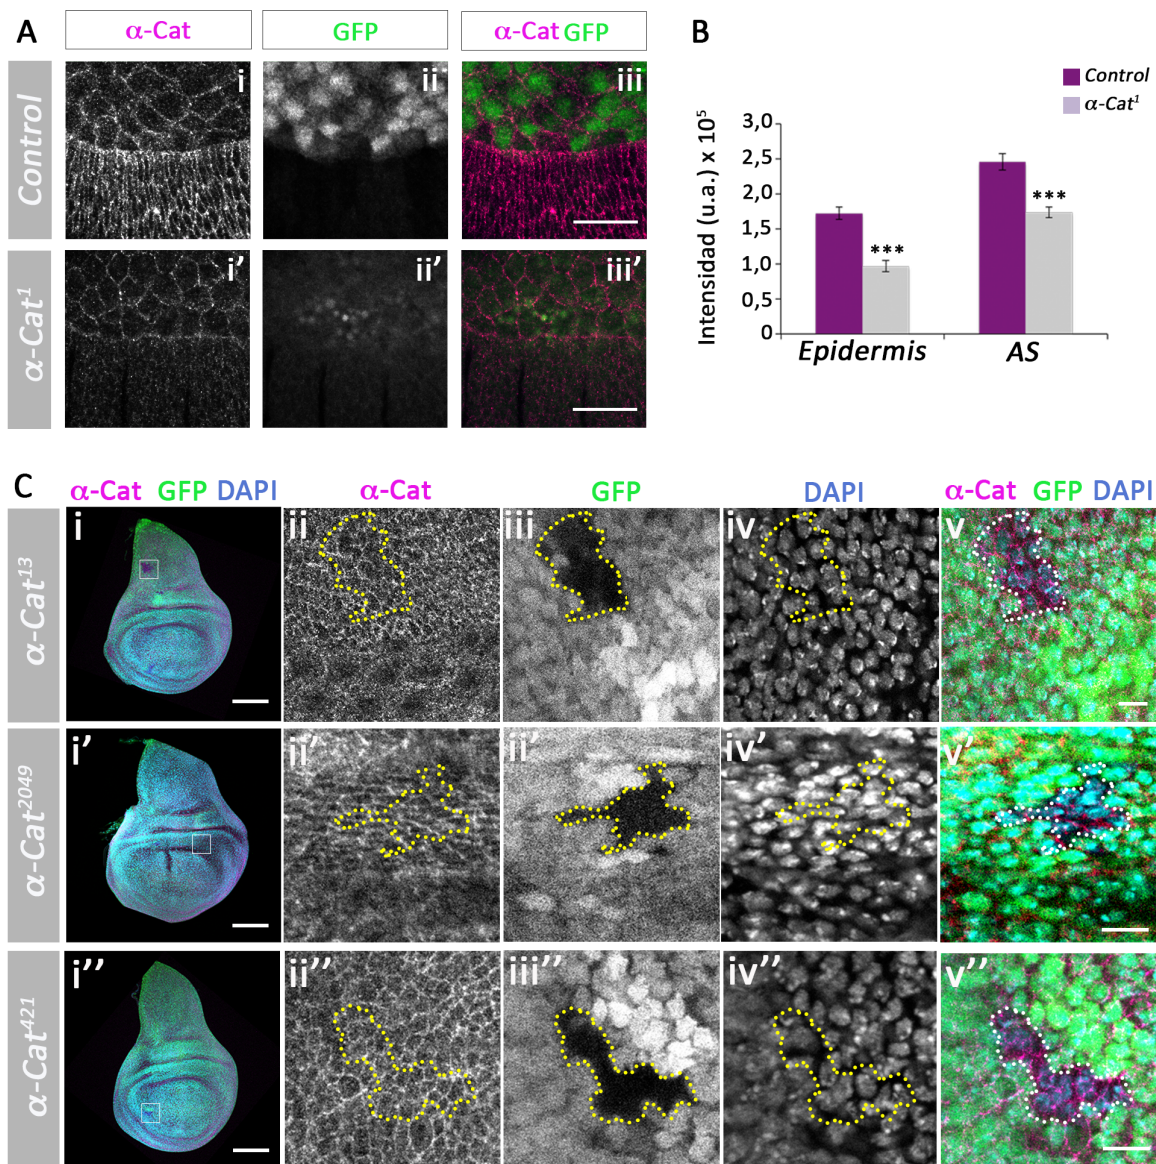 A
α-Cat
GFP
α-Cat GFP
Control
i
ii
iii
α-Cat¹
i’
ii’
iii’
B
Control
α-Cat¹
Intensidad (u.a.) x 10⁵
3,0
2,5
2,0
1,5
1,0
0,5
0
***
***
Epidermis
AS
C
α-Cat GFP DAPI
α-Cat
GFP
DAPI
α-Cat GFP DAPI
α-Cat¹³
i
ii
iii
iv
v
α-Cat²⁰⁴⁹
i’
ii’
ii’
iv’
v’
α-Cat⁴²¹
i’’
ii’’
iii’’
iv’’
v’’